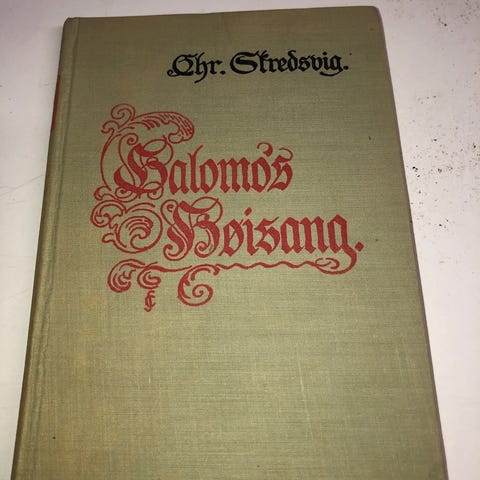 Chr. Skredsvig.
Salomo's
Høisang.